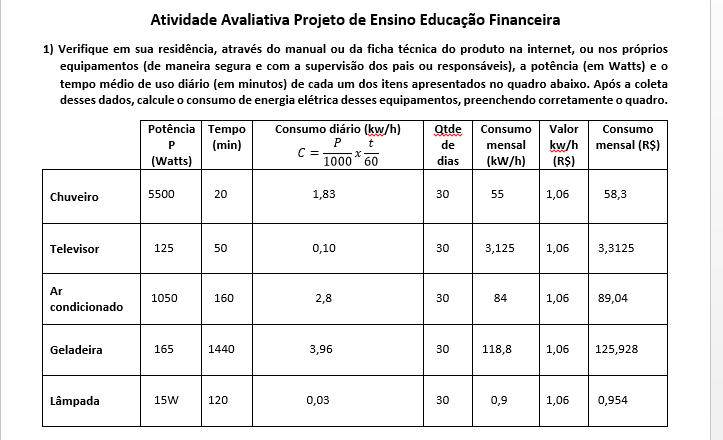 Atividade Avaliativa Projeto de Ensino Educação Financeira
1) Verifique em sua residência, através do manual ou da ficha técnica do produto na internet, ou nos próprios
equipamentos (de maneira segura e com a supervisão dos pais ou responsáveis), a potência (em Watts) e o
tempo médio de uso diário (em minutos) de cada um dos itens apresentados no quadro abaixo. Após a coleta
desses dados, calcule o consumo de energia elétrica desses equipamentos, preenchendo corretamente o quadro.
Potência P (Watts) Tempo (min) Consumo diário (kw/h) C = P/1000 x t/60 Qtde de dias Consumo mensal (kW/h) Valor kw/h (R$) Consumo mensal (R$)
Chuveiro 5500 20 1,83 30 55 1,06 58,3
Televisor 125 50 0,10 30 3,125 1,06 3,3125
Ar condicionado 1050 160 2,8 30 84 1,06 89,04
Geladeira 165 1440 3,96 30 118,8 1,06 125,928
Lâmpada 15W 120 0,03 30 0,9 1,06 0,954